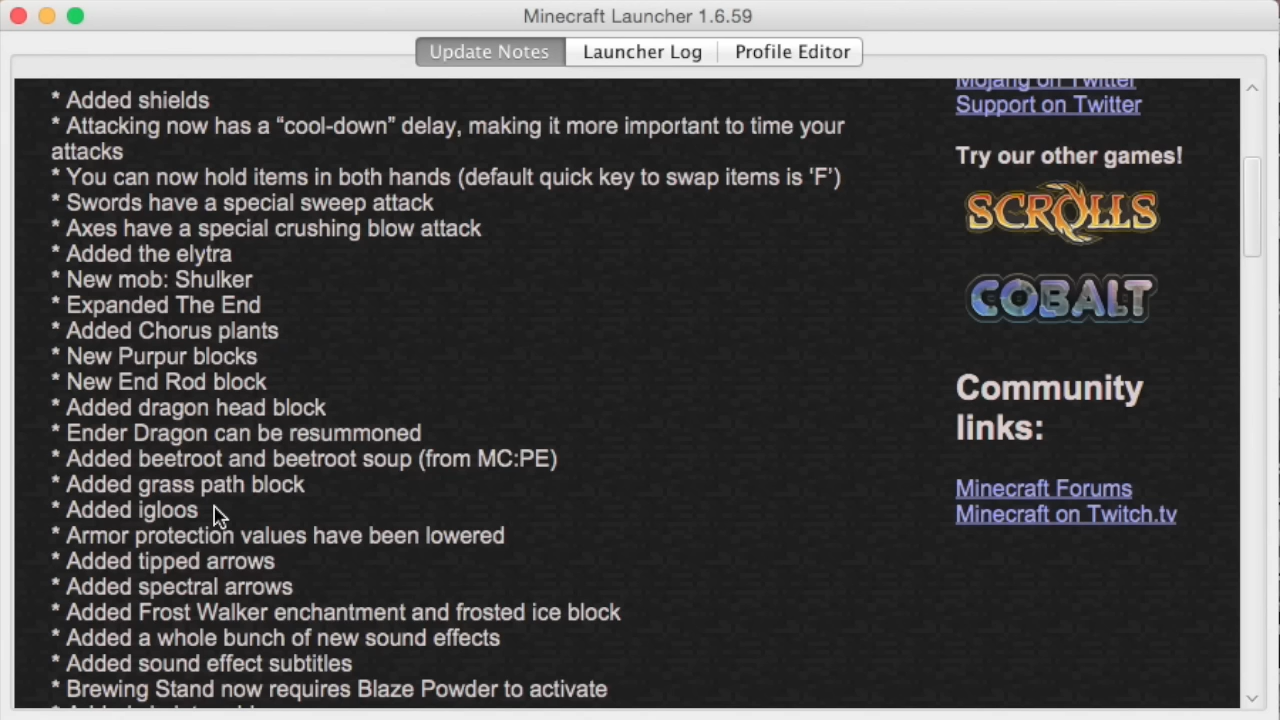 Minecraft Launcher 1.6.59
Update Notes
Launcher Log
Profile Editor
* Added shields
* Attacking now has a “cool-down” delay, making it more important to time your
attacks
* You can now hold items in both hands (default quick key to swap items is 'F')
* Swords have a special sweep attack
* Axes have a special crushing blow attack
* Added the elytra
* New mob: Shulker
* Expanded The End
* Added Chorus plants
* New Purpur blocks
* New End Rod block
* Added dragon head block
* Ender Dragon can be resummoned
* Added beetroot and beetroot soup (from MC:PE)
* Added grass path block
* Added igloos
* Armor protection values have been lowered
* Added tipped arrows
* Added spectral arrows
* Added Frost Walker enchantment and frosted ice block
* Added a whole bunch of new sound effects
* Added sound effect subtitles
* Brewing Stand now requires Blaze Powder to activate
Mojang on Twitter
Support on Twitter
Try our other games!
SCROLLS
COBALT
Community
links:
Minecraft Forums
Minecraft on Twitch.tv